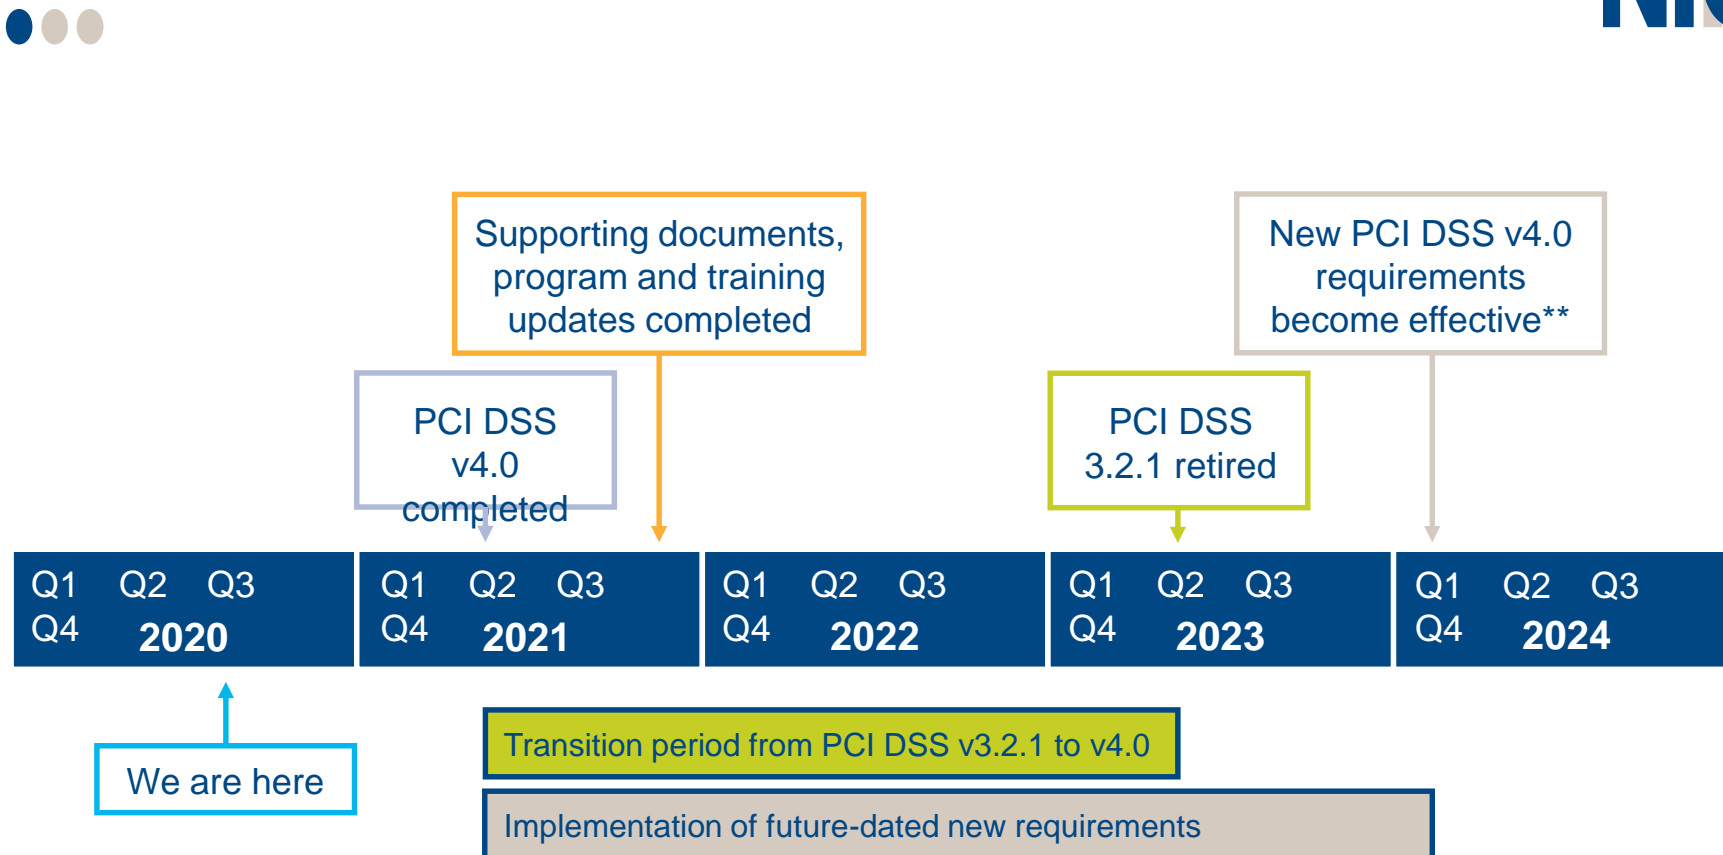 Supporting documents,
program and training
updates completed
New PCI DSS v4.0
requirements
become effective**
PCI DSS
v4.0
completed
PCI DSS
3.2.1 retired
Q1 Q2 Q3
Q4 2020
Q1 Q2 Q3
Q4 2021
Q1 Q2 Q3
Q4 2022
Q1 Q2 Q3
Q4 2023
Q1 Q2 Q3
Q4 2024
We are here
Transition period from PCI DSS v3.2.1 to v4.0
Implementation of future-dated new requirements